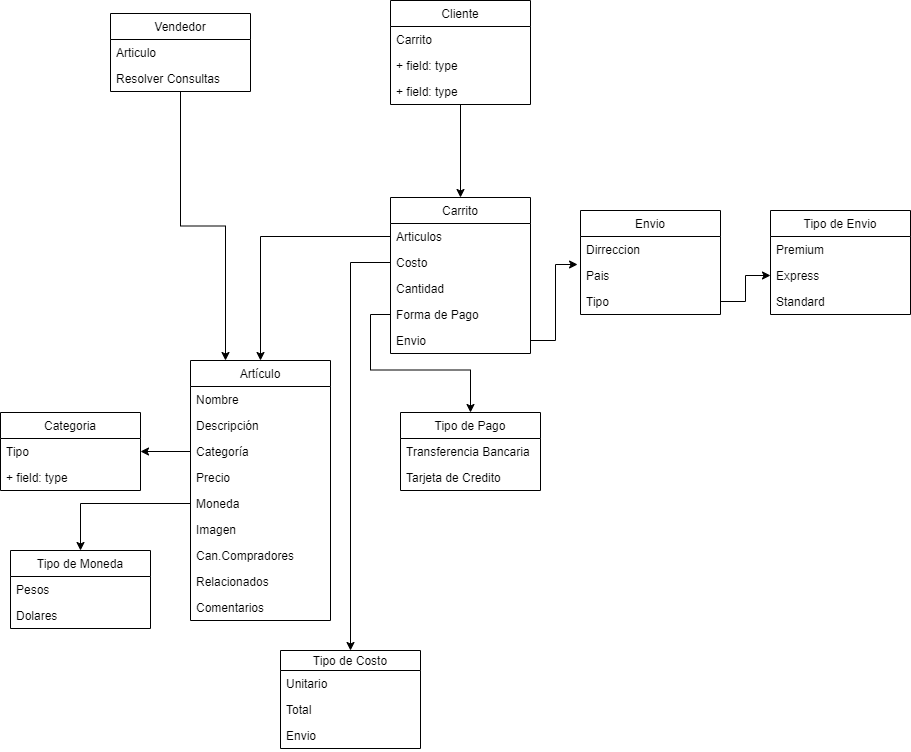 Vendedor
Articulo
Resolver Consultas
Cliente
Carrito
+ field: type
+ field: type
Carrito
Articulos
Costo
Cantidad
Forma de Pago
Envio
Envio
Dirreccion
Pais
Tipo
Tipo de Envio
Premium
Express
Standard
Artículo
Nombre
Descripción
Categoría
Precio
Moneda
Imagen
Can.Compradores
Relacionados
Comentarios
Categoria
Tipo
+ field: type
Tipo de Pago
Transferencia Bancaria
Tarjeta de Credito
Tipo de Moneda
Pesos
Dolares
Tipo de Costo
Unitario
Total
Envio